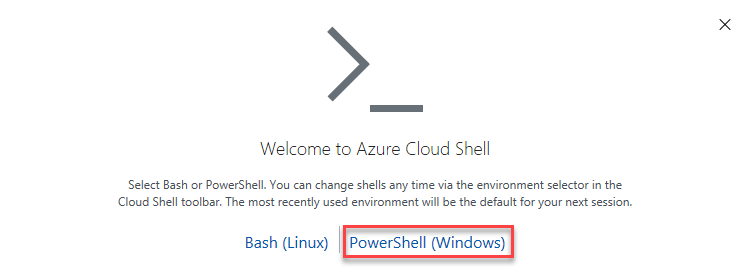 Welcome to Azure Cloud Shell
Select Bash or PowerShell. You can change shells any time via the environment selector in the
Cloud Shell toolbar. The most recently used environment will be the default for your next session.
Bash (Linux) PowerShell (Windows)